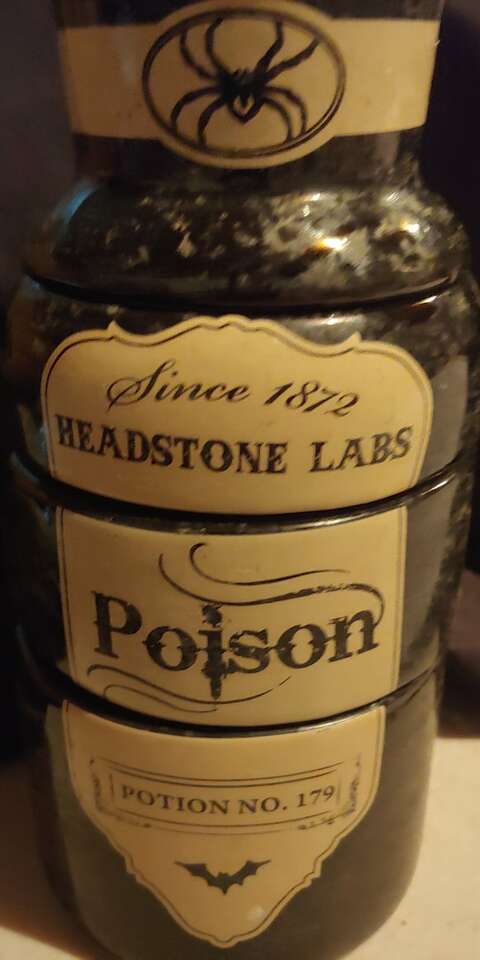 Since 1872
HEADSTONE LABS
Poison
POTION NO. 179